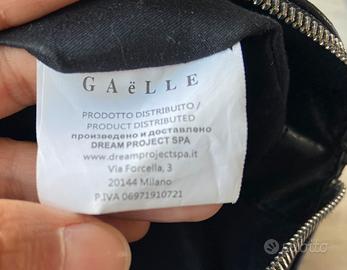 GAëLLE
PRODOTTO DISTRIBUITO/
PRODUCT DISTRIBUTED
произведено и доставлено
DREAM PROJECT SPA
www.dreamprojectspa.it
Via Forcella, 3
20144 Milano
P.IVA 06971910721
subito